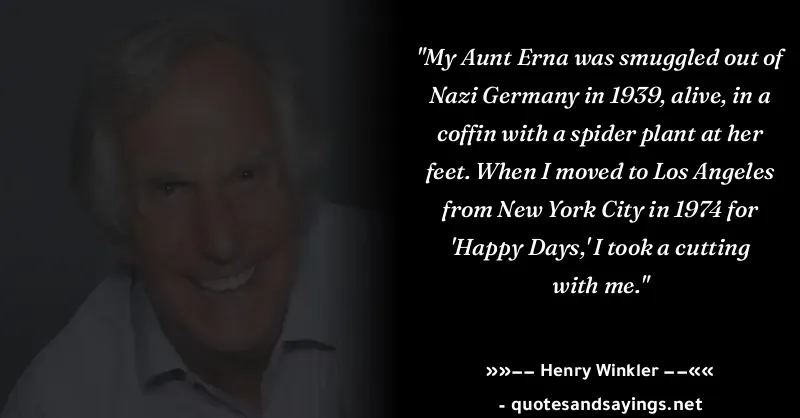 "My Aunt Erna was smuggled out of
Nazi Germany in 1939, alive, in a
coffin with a spider plant at her
feet. When I moved to Los Angeles
from New York City in 1974 for
'Happy Days,' I took a cutting
with me."
»»–– Henry Winkler ––««
- quotesandsayings.net